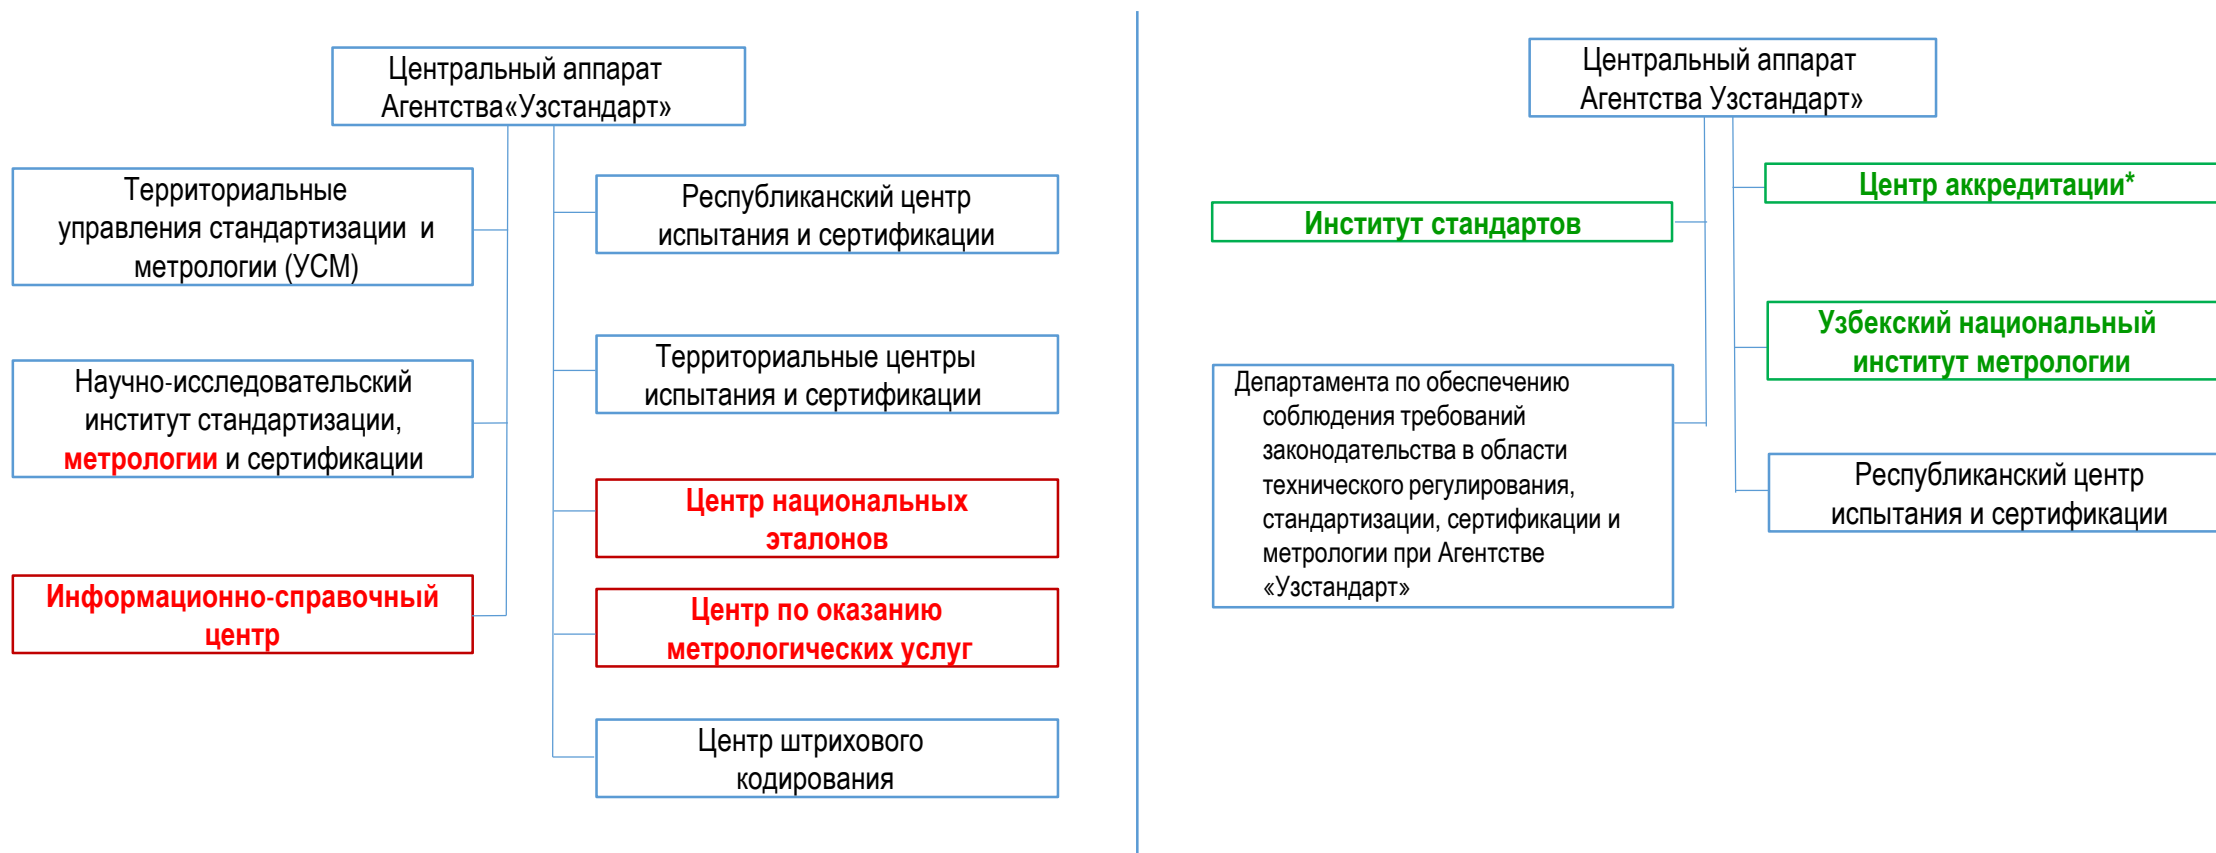 Центральный аппарат
Агентства«Узстандарт»
Территориальные
управления стандартизации и
метрологии (УСМ)
Научно-исследовательский
институт стандартизации,
метрологии и сертификации
Информационно-справочный
центр
Республиканский центр
испытания и сертификации
Территориальные центры
испытания и сертификации
Центр национальных
эталонов
Центр по оказанию
метрологических услуг
Центр штрихового
кодирования
Центральный аппарат
Агентства Узстандарт»
Институт стандартов
Департамента по обеспечению
соблюдения требований
законодательства в области
технического регулирования,
стандартизации, сертификации и
метрологии при Агентстве
«Узстандарт»
Центр аккредитации*
Узбекский национальный
институт метрологии
Республиканский центр
испытания и сертификации